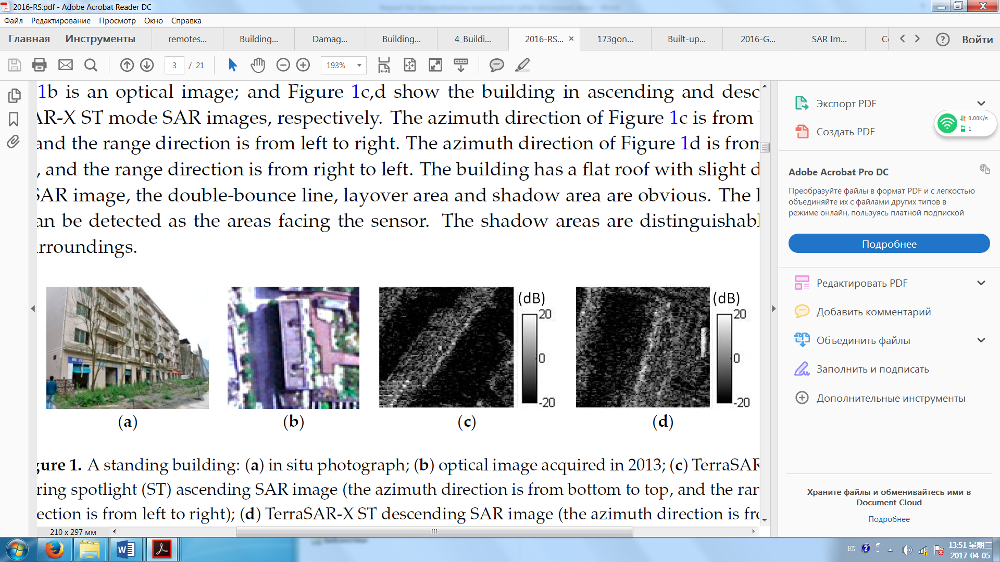 2016-RS.pdf - Adobe Acrobat Reader DC
Файл Редактирование Просмотр Окно Справка
Главная Инструменты remotes... Building... Damag... Building... 4_Buildi... 2016-RS... 173gon... Built-up... 2016-G... SAR Im... Войти
3 / 21 193%
1b is an optical image; and Figure 1c,d show the building in ascending and desc
AR-X ST mode SAR images, respectively. The azimuth direction of Figure 1c is from
and the range direction is from left to right. The azimuth direction of Figure 1d is from
, and the range direction is from right to left. The building has a flat roof with slight d
SAR image, the double-bounce line, layover area and shadow area are obvious. The
an be detected as the areas facing the sensor. The shadow areas are distinguishabl
rroundings.
(dB) (dB)
20 20
0 0
-20 -20
(a) (b) (c) (d)
gure 1. A standing building: (a) in situ photograph; (b) optical image acquired in 2013; (c) TerraSAR
ring spotlight (ST) ascending SAR image (the azimuth direction is from bottom to top, and the ran
ection is from left to right); (d) TerraSAR-X ST descending SAR image (the azimuth direction is fro
210 x 297 мм
Экспорт PDF
0.00K/s
1
Создать PDF
Adobe Acrobat Pro DC
Преобразуйте файлы в формат PDF и с легкостью
объединяйте их с файлами других типов в
режиме онлайн, пользуясь платной подпиской
Подробнее
Редактировать PDF
Добавить комментарий
Объединить файлы
Заполнить и подписать
Дополнительные инструменты
Храните файлы и обменивайтесь ими в
Document Cloud
Подробнее
EN
13:51 星期三
2017-04-05